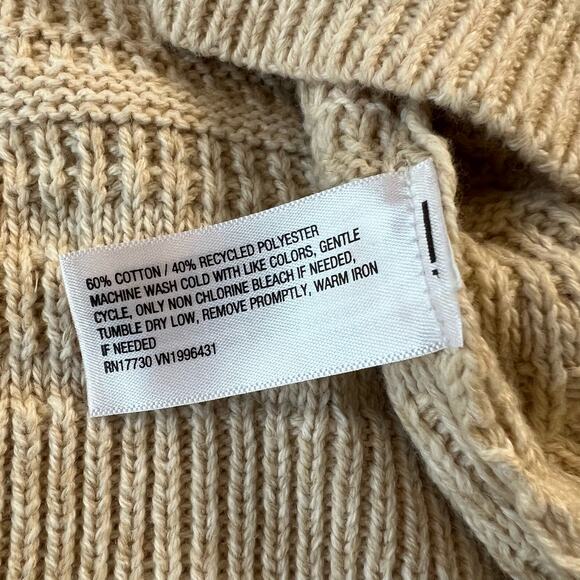 60% COTTON / 40% RECYCLED POLYESTER
MACHINE WASH COLD WITH LIKE COLORS, GENTLE
CYCLE, ONLY NON CHLORINE BLEACH IF NEEDED,
TUMBLE DRY LOW, REMOVE PROMPTLY, WARM IRON
IF NEEDED
RN17730 VN1996431